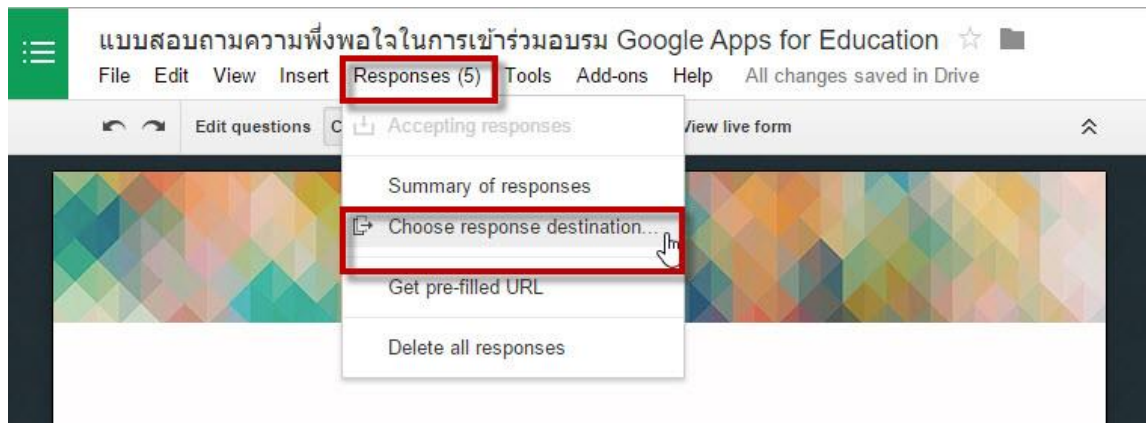 แบบสอบถามความพึ่งพอใจในการเข้าร่วมอบรม Google Apps for Education
File Edit View Insert Responses (5) Tools Add-ons Help All changes saved in Drive
Edit questions C View live form
Accepting responses
Summary of responses
Choose response destination...
Get pre-filled URL
Delete all responses